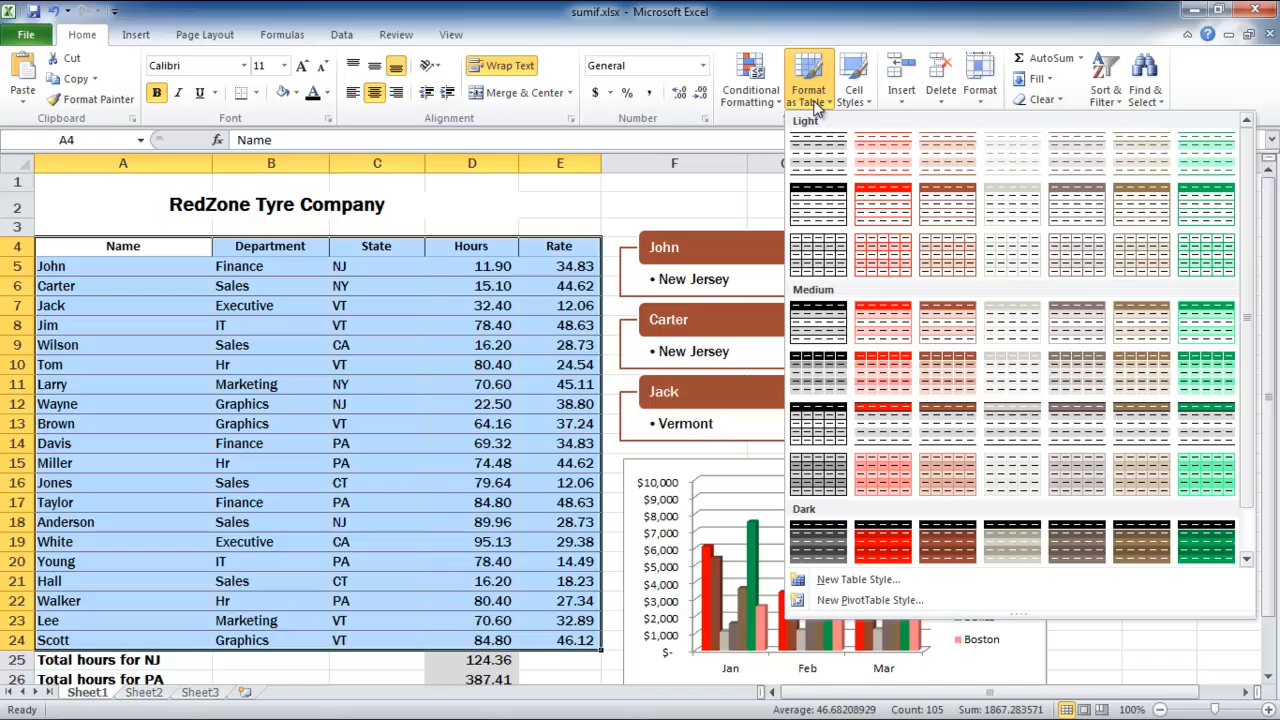 sumif.xlsx - Microsoft Excel
File Home Insert Page Layout Formulas Data Review View
Paste
Cut
Copy
Format Painter
Clipboard
Calibri 11
B I U
Font
Wrap Text
Merge & Center
Alignment
General
$ % ,
Number
Conditional Formatting
Format as Table
Cell Styles
Insert
Delete
Format
AutoSum
Fill
Clear
Sort & Filter
Find & Select
A4 fx Name
A B C D E F
1
2 RedZone Tyre Company
3
4 Name Department State Hours Rate
5 John Finance NJ 11.90 34.83
6 Carter Sales NY 15.10 44.62
7 Jack Executive VT 32.40 12.06
8 Jim IT VT 78.40 48.63
9 Wilson Sales CA 16.20 28.73
10 Tom Hr VT 80.40 24.54
11 Larry Marketing NY 70.60 45.11
12 Wayne Graphics NJ 22.50 38.80
13 Brown Graphics VT 64.16 37.24
14 Davis Finance PA 69.32 34.83
15 Miller Hr PA 74.48 44.62
16 Jones Sales CT 79.64 12.06
17 Taylor Finance PA 84.80 48.63
18 Anderson Sales NJ 89.96 28.73
19 White Executive CA 95.13 29.38
20 Young IT PA 78.40 14.49
21 Hall Sales CT 16.20 18.23
22 Walker Hr PA 80.40 27.34
23 Lee Marketing VT 70.60 32.89
24 Scott Graphics VT 84.80 46.12
25 Total hours for NJ 124.36
26 Total hours for PA 387.41
John
• New Jersey
Carter
• New Jersey
Jack
• Vermont
$10,000
$9,000
$8,000
$7,000
$6,000
$5,000
$4,000
$3,000
$2,000
$1,000
$-
Jan Feb Mar
Boston
Light
Medium
Dark
New Table Style...
New PivotTable Style...
Sheet1 Sheet2 Sheet3
Ready Average: 46.68208929 Count: 105 Sum: 1867.283571 100%